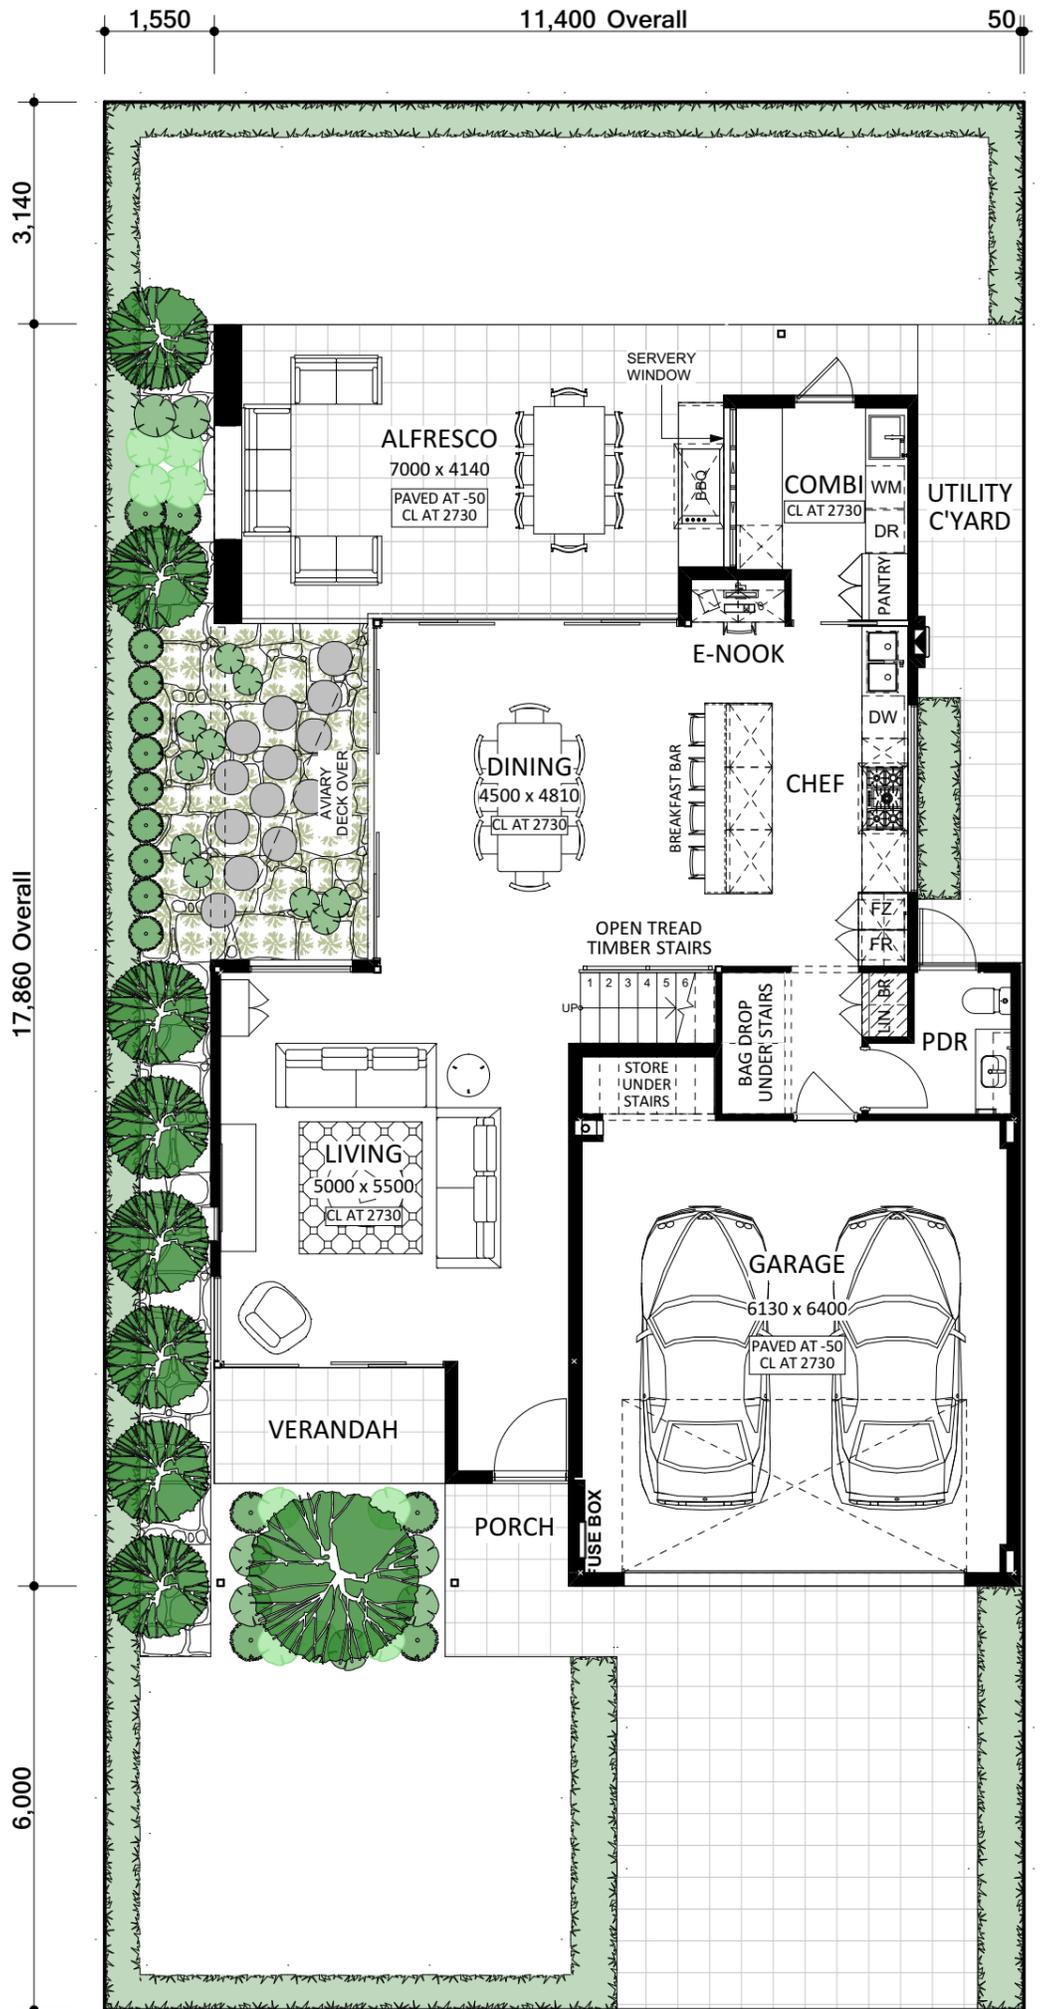 1,550
11,400 Overall
50
3,140
17,860 Overall
6,000
SERVERY
WINDOW
ALFRESCO
7000 x 4140
PAVED AT -50
CL AT 2730
BBQ
COMBI
CL AT 2730
WM
DR
PANTRY
UTILITY
C'YARD
E-NOOK
DW
AVIARY
DECK OVER
DINING
4500 x 4810
CL AT 2730
BREAKFAST BAR
CHEF
FZ
FR
OPEN TREAD
TIMBER STAIRS
1 2 3 4 5 6
UP
BAG DROP
UNDER STAIRS
LIN BR
PDR
STORE
UNDER
STAIRS
LIVING
5000 x 5500
CL AT 2730
GARAGE
6130 x 6400
PAVED AT -50
CL AT 2730
VERANDAH
PORCH
FUSE BOX